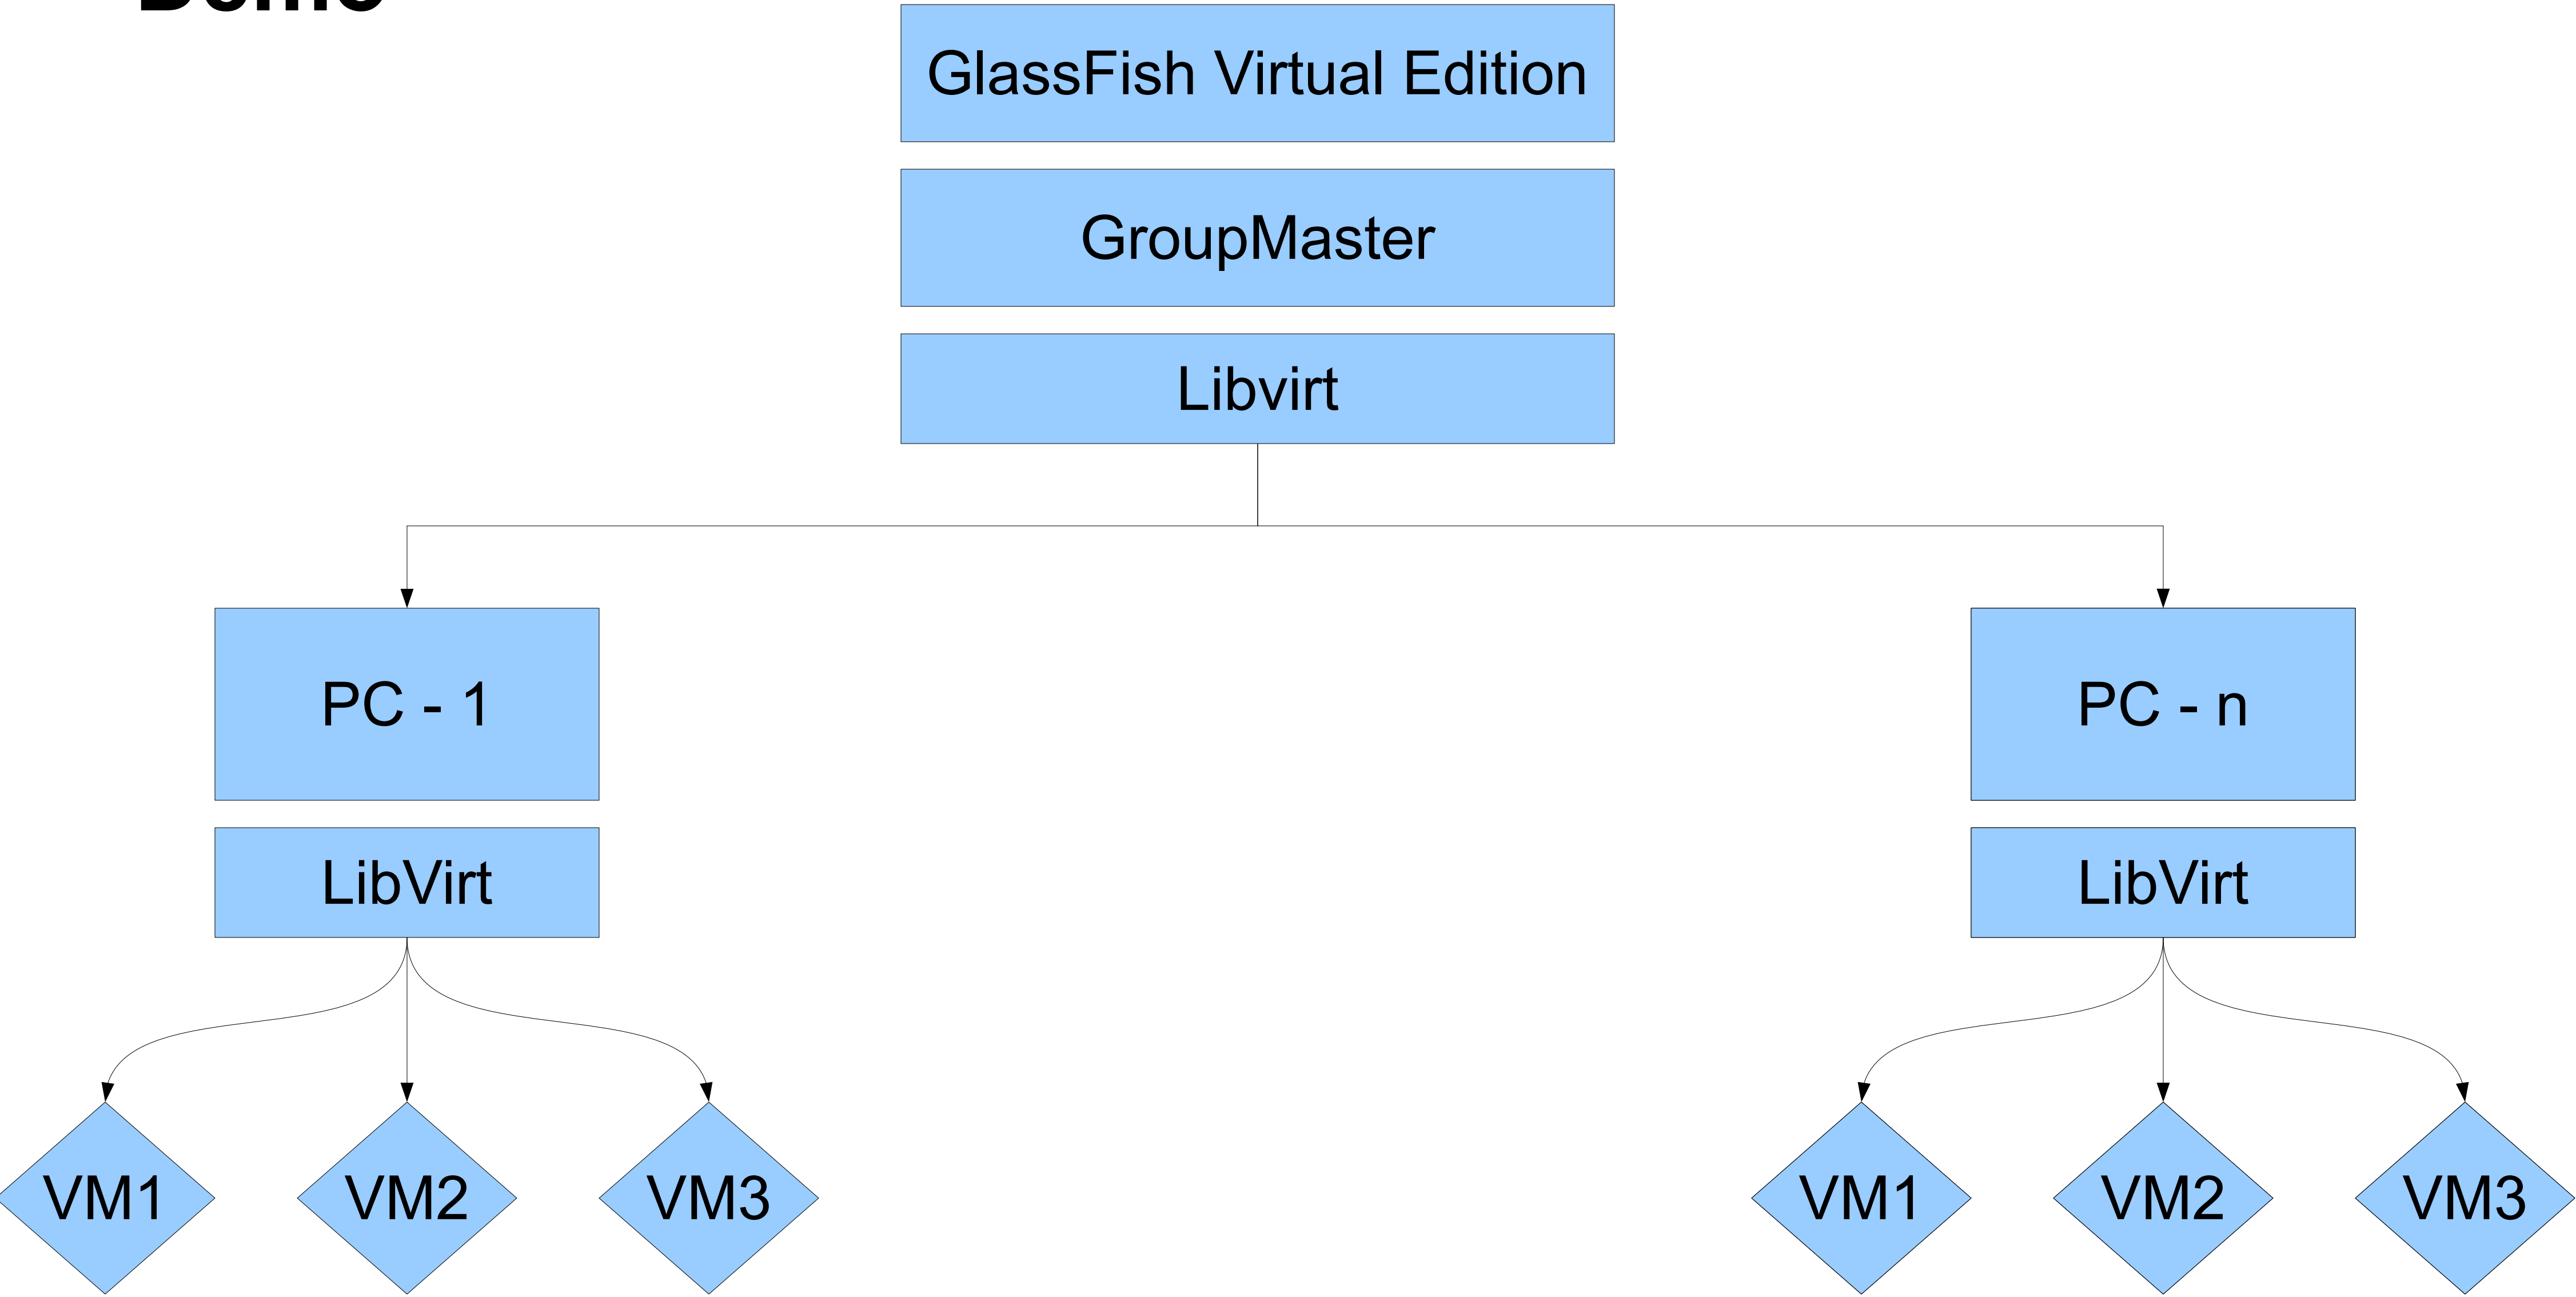 GlassFish Virtual Edition
GroupMaster
Libvirt
PC - 1
PC - n
LibVirt
LibVirt
VM1
VM2
VM3
VM1
VM2
VM3